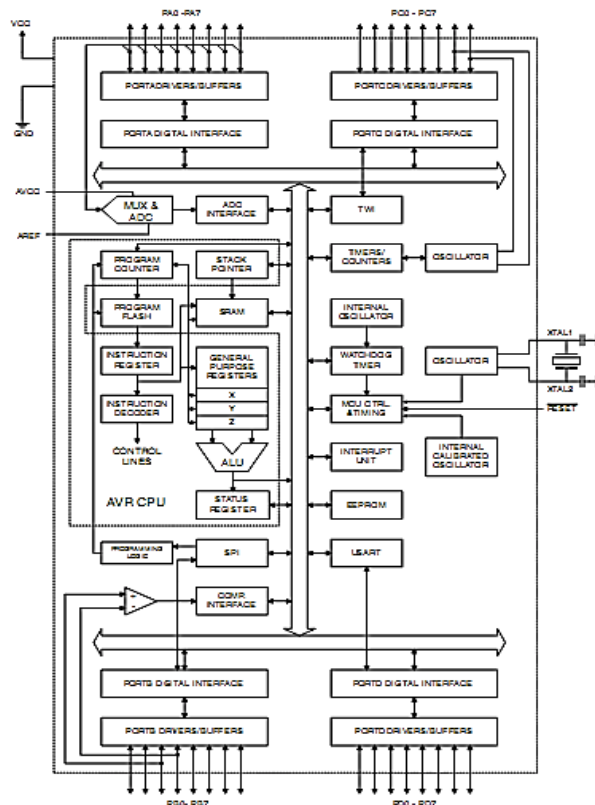 PA0 - PA7
PC0 - PC7
VCC
PORTA DRIVERS/BUFFERS
PORTC DRIVERS/BUFFERS
GND
PORTA DIGITAL INTERFACE
PORTC DIGITAL INTERFACE
AVCC
MUX &
ADC
ADC
INTERFACE
TWI
AREF
PROGRAM
COUNTER
STACK
POINTER
TIMERS/
COUNTERS
OSCILLATOR
PROGRAM
FLASH
SRAM
INTERNAL
OSCILLATOR
XTAL1
INSTRUCTION
REGISTER
GENERAL
PURPOSE
REGISTERS
WATCHDOG
TIMER
OSCILLATOR
X
XTAL2
INSTRUCTION
DECODER
Y
MCU CTRL.
& TIMING
RESET
Z
CONTROL
LINES
ALU
INTERRUPT
UNIT
INTERNAL
CALIBRATED
OSCILLATOR
AVR CPU
STATUS
REGISTER
EEPROM
PROGRAMMING
LOGIC
SPI
USART
+
-
COMP.
INTERFACE
PORTB DIGITAL INTERFACE
PORTD DIGITAL INTERFACE
PORTB DRIVERS/BUFFERS
PORTD DRIVERS/BUFFERS
PB0 - PB7
PD0 - PD7